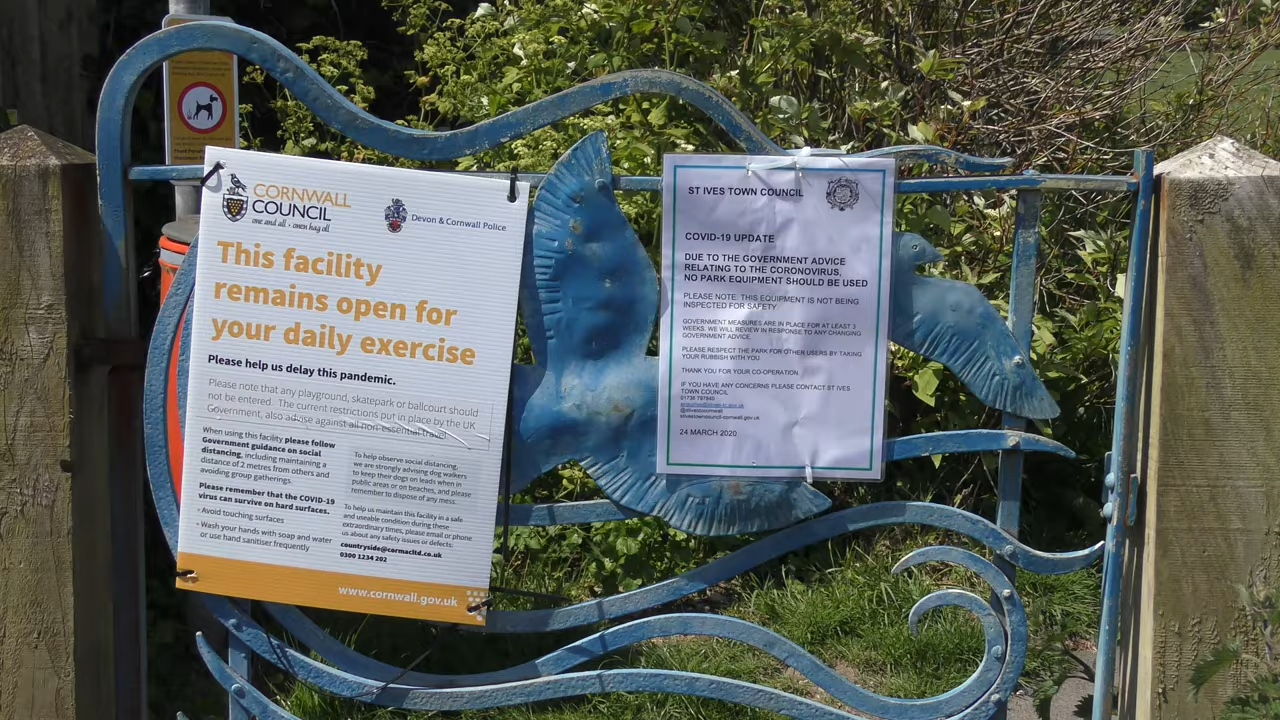 CORNWALL
COUNCIL
one and all • onen hag oll
Devon & Cornwall Police
This facility
remains open for
your daily exercise
Please help us delay this pandemic.
Please note that any playground, skatepark or ballcourt should
not be entered. The current restrictions put in place by the UK
Government, also advise against all non-essential travel
When using this facility please follow
Government guidance on social
distancing, including maintaining a
distance of 2 metres from others and
avoiding group gatherings.
Please remember that the COVID-19
virus can survive on hard surfaces.
- Avoid touching surfaces
- Wash your hands with soap and water
or use hand sanitiser frequently
To help observe social distancing,
we are strongly advising dog walkers
to keep their dogs on leads when in
public areas or on beaches, and please
remember to dispose of any mess.
To help us maintain this facility in a safe
and useable condition during these
extraordinary times, please email or phone
us about any safety issues or defects:
countryside@cormacltd.co.uk
0300 1234 202
www.cornwall.gov.uk
ST IVES TOWN COUNCIL
COVID-19 UPDATE
DUE TO THE GOVERNMENT ADVICE
RELATING TO THE CORONOVIRUS,
NO PARK EQUIPMENT SHOULD BE USED
PLEASE NOTE: THIS EQUIPMENT IS NOT BEING
INSPECTED FOR SAFETY
GOVERNMENT MEASURES ARE IN PLACE FOR AT LEAST 3
WEEKS. WE WILL REVIEW IN RESPONSE TO ANY CHANGING
GOVERNMENT ADVICE.
PLEASE RESPECT THE PARK FOR OTHER USERS BY TAKING
YOUR RUBBISH WITH YOU
THANK YOU FOR YOUR CO-OPERATION.
IF YOU HAVE ANY CONCERNS PLEASE CONTACT ST IVES
TOWN COUNCIL
01736 797840
24 MARCH 2020